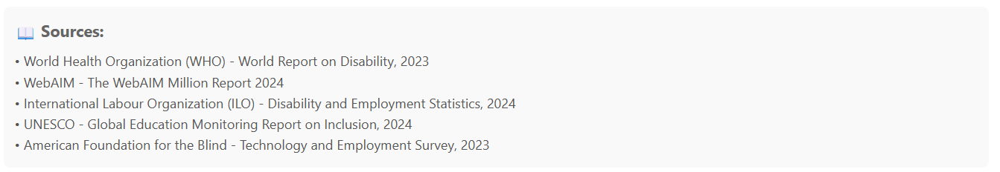 📖 Sources:
• World Health Organization (WHO) - World Report on Disability, 2023
• WebAIM - The WebAIM Million Report 2024
• International Labour Organization (ILO) - Disability and Employment Statistics, 2024
• UNESCO - Global Education Monitoring Report on Inclusion, 2024
• American Foundation for the Blind - Technology and Employment Survey, 2023